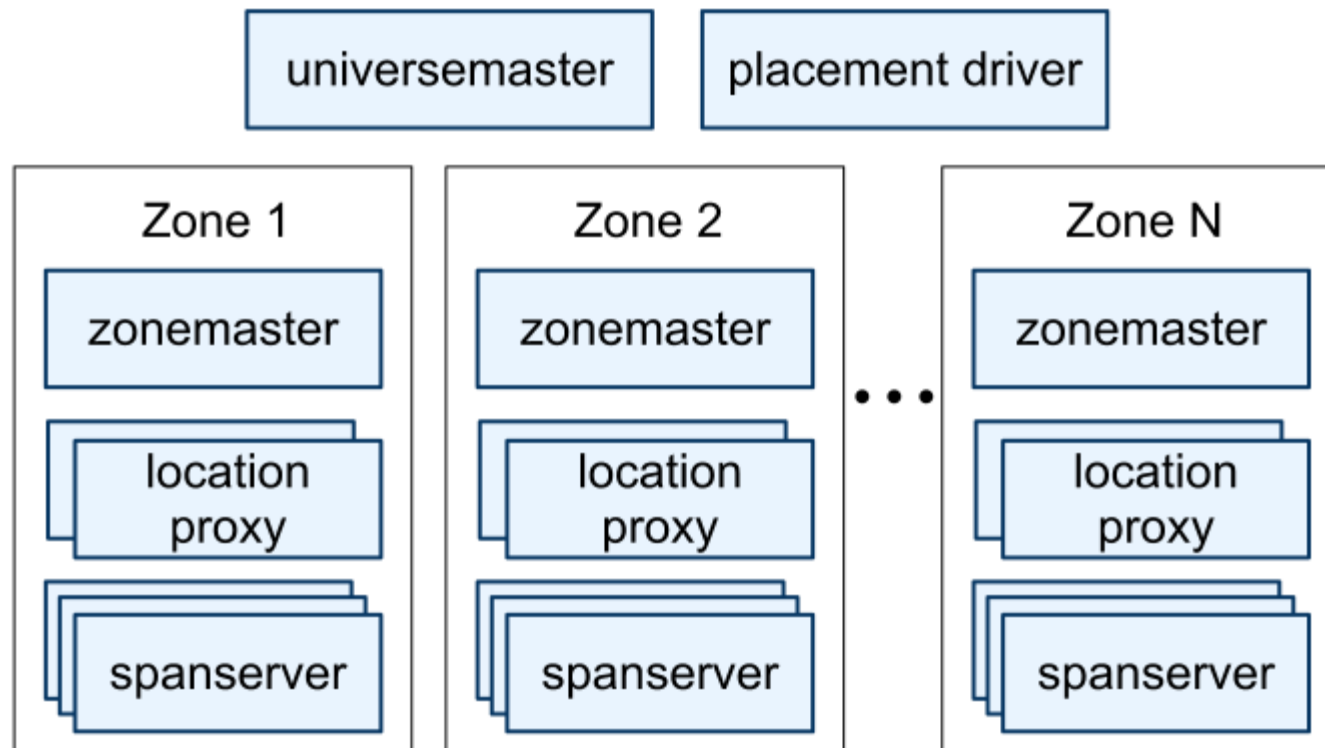 universemaster
placement driver
Zone 1
zonemaster
location
proxy
spanserver
Zone 2
zonemaster
location
proxy
spanserver
Zone N
zonemaster
location
proxy
spanserver